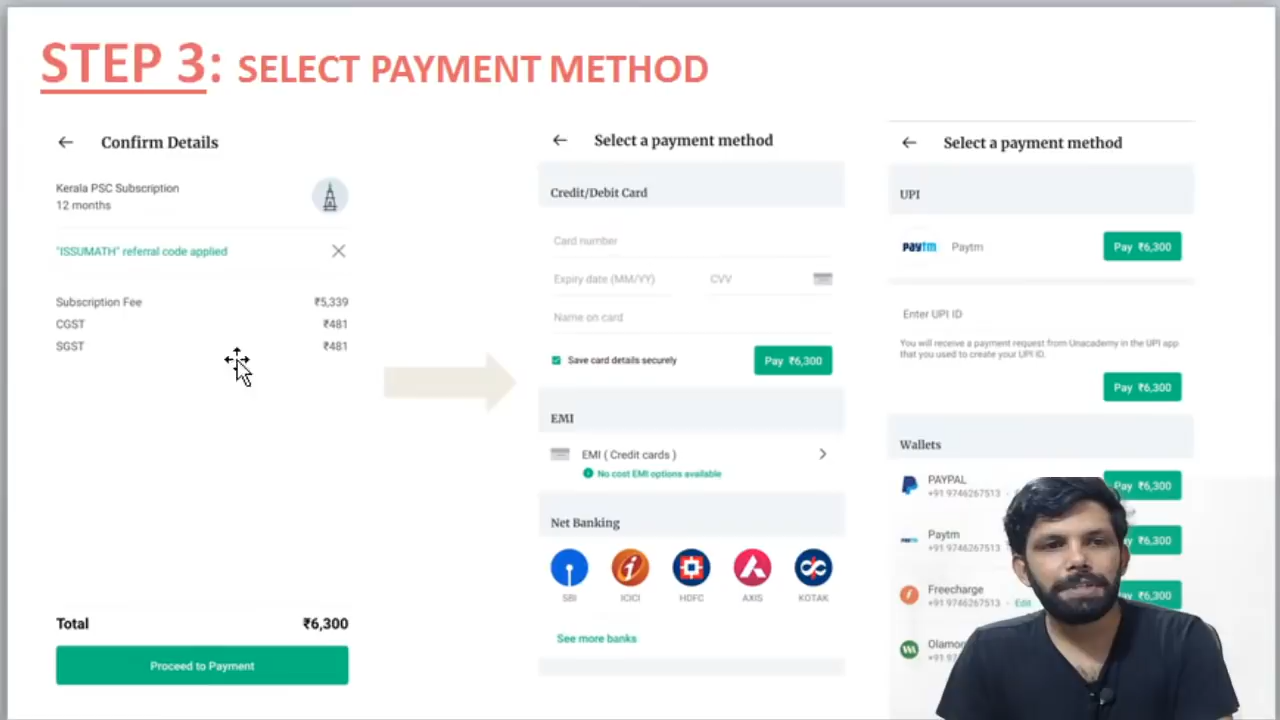 STEP 3: SELECT PAYMENT METHOD
Confirm Details
Kerala PSC Subscription
12 months
"ISSUMATH" referral code applied
Subscription Fee ₹5,339
CGST ₹481
SGST ₹481
Total ₹6,300
Proceed to Payment
Select a payment method
Credit/Debit Card
Card number
Expiry date (MM/YY) CVV
Name on card
Save card details securely Pay ₹6,300
EMI
EMI ( Credit cards )
No cost EMI options available
Net Banking
SBI ICICI HDFC AXIS KOTAK
See more banks
Select a payment method
UPI
paytm Paytm Pay ₹6,300
Enter UPI ID
You will receive a payment request from Unacademy in the UPI app
that you used to create your UPI ID.
Pay ₹6,300
Wallets
PAYPAL Pay ₹6,300
+91 9746267513 ·
Paytm ₹6,300
+91 9746267513
Freecharge ₹6,300
+91 9746267513 · Edit
+91